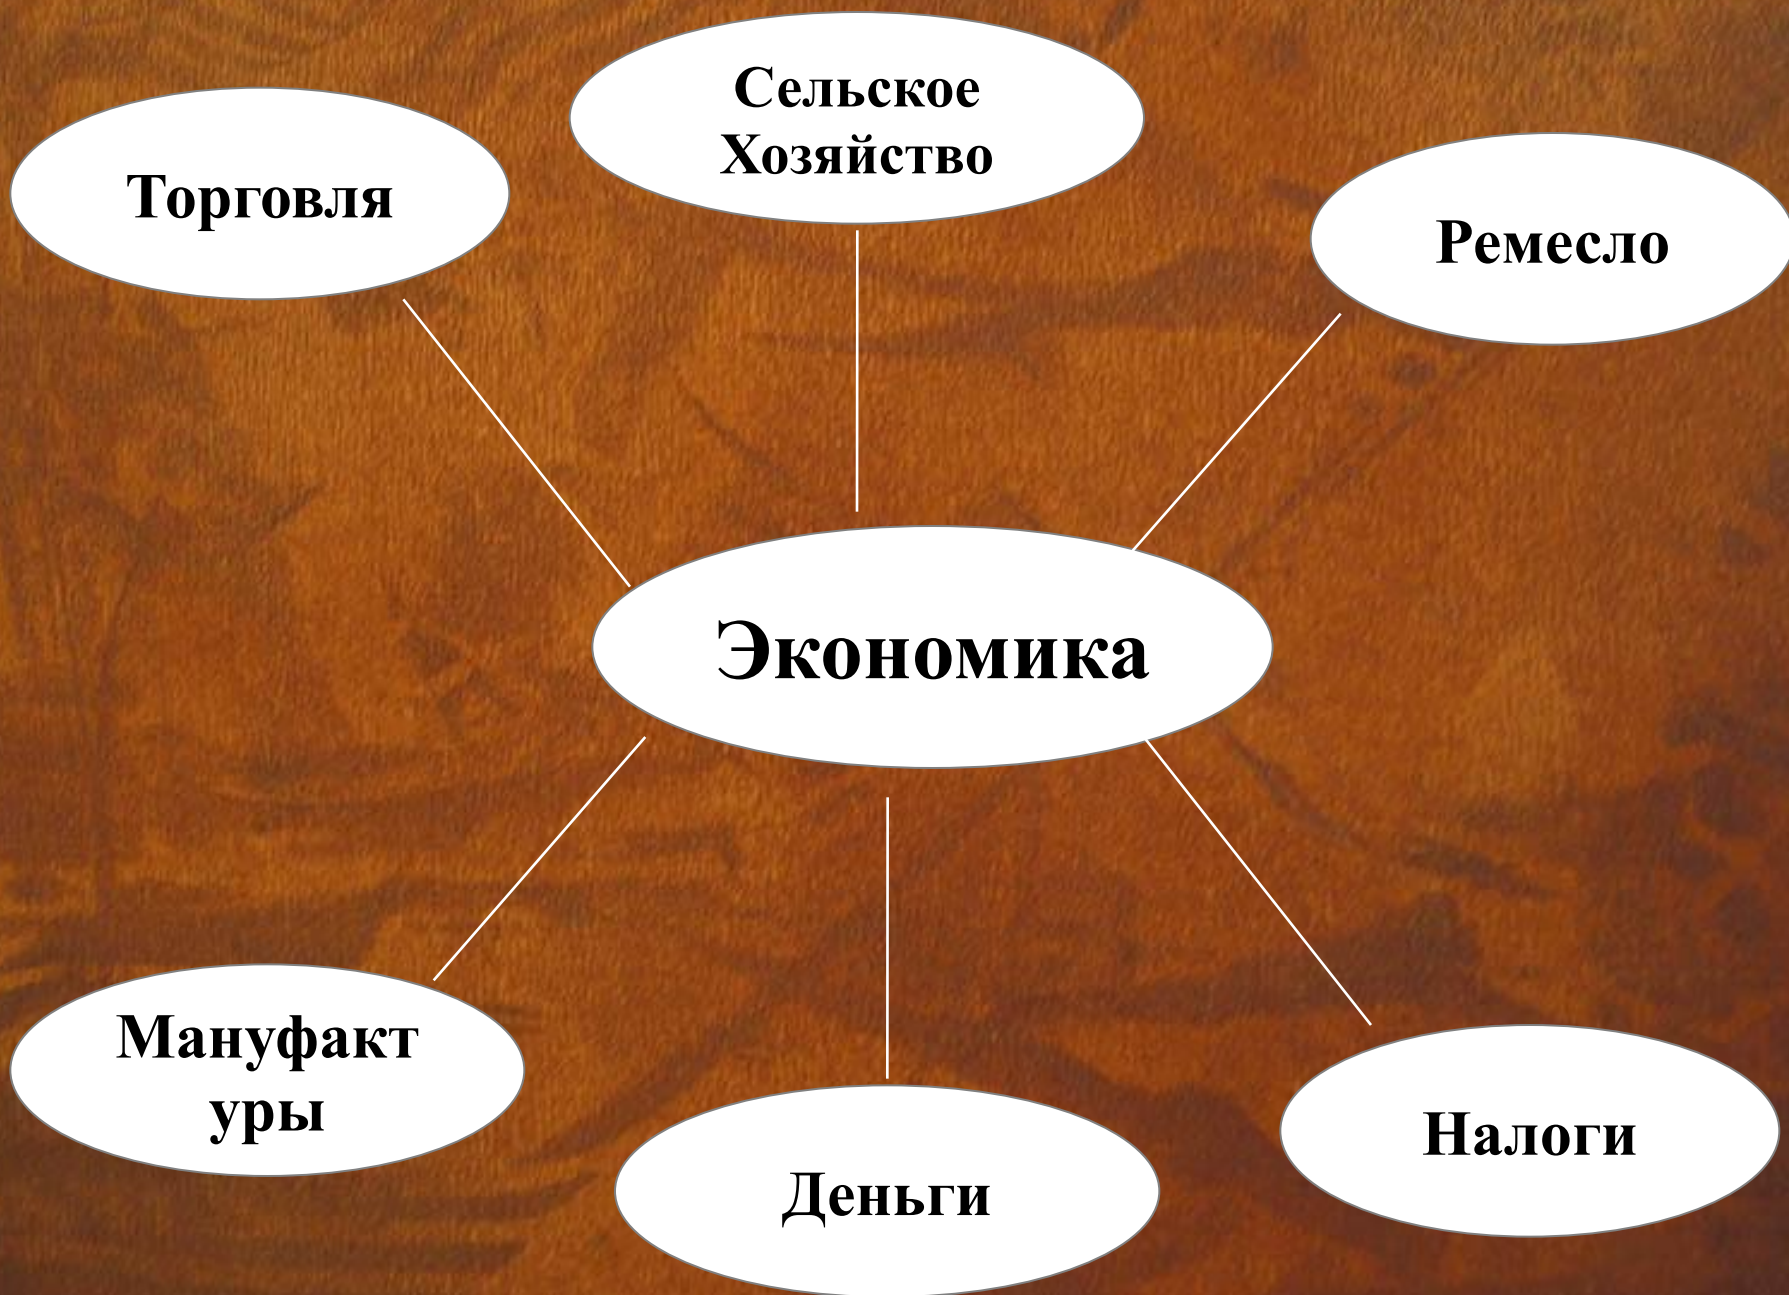 Сельское
Хозяйство
Торговля
Ремесло
Экономика
Мануфакт
уры
Деньги
Налоги